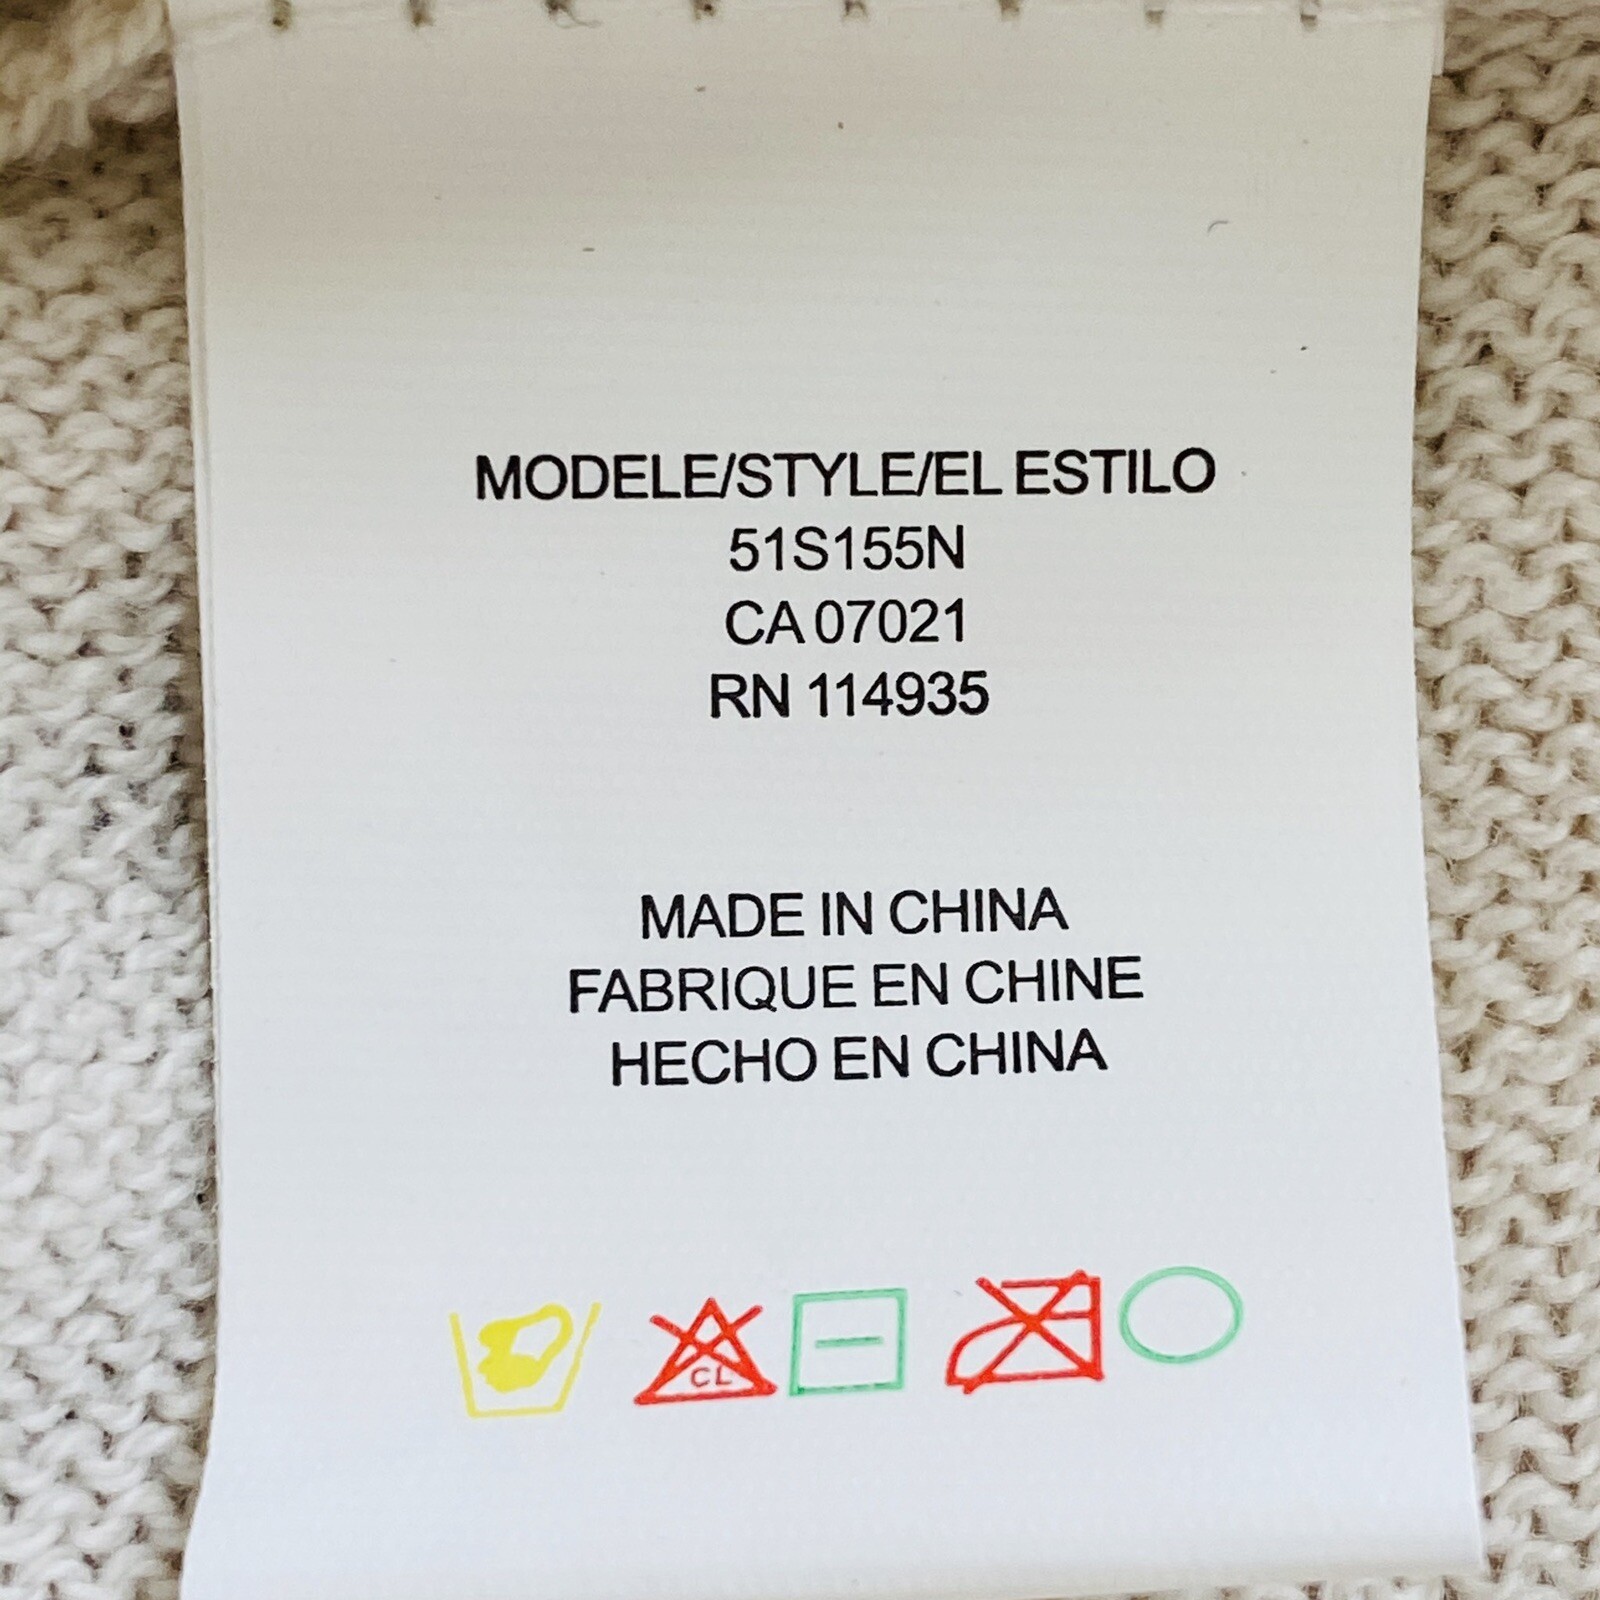 MODELE/STYLE/EL ESTILO
51S155N
CA 07021
RN 114935
MADE IN CHINA
FABRIQUE EN CHINE
HECHO EN CHINA
CL